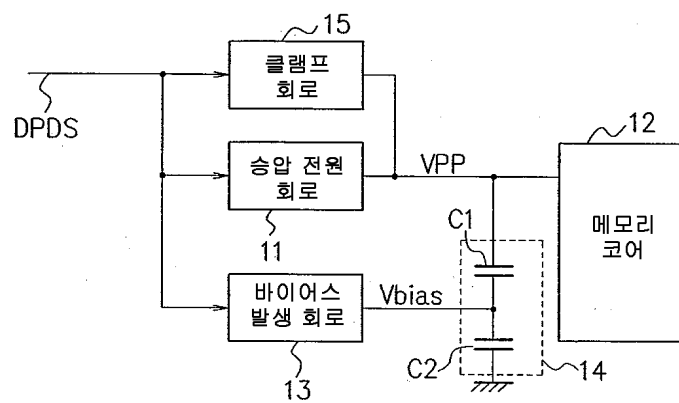 15
클램프
회로
DPDS
승압 전원
회로
11
VPP
12
메모리
코어
C1
바이어스
발생 회로
13
Vbias
C2
14